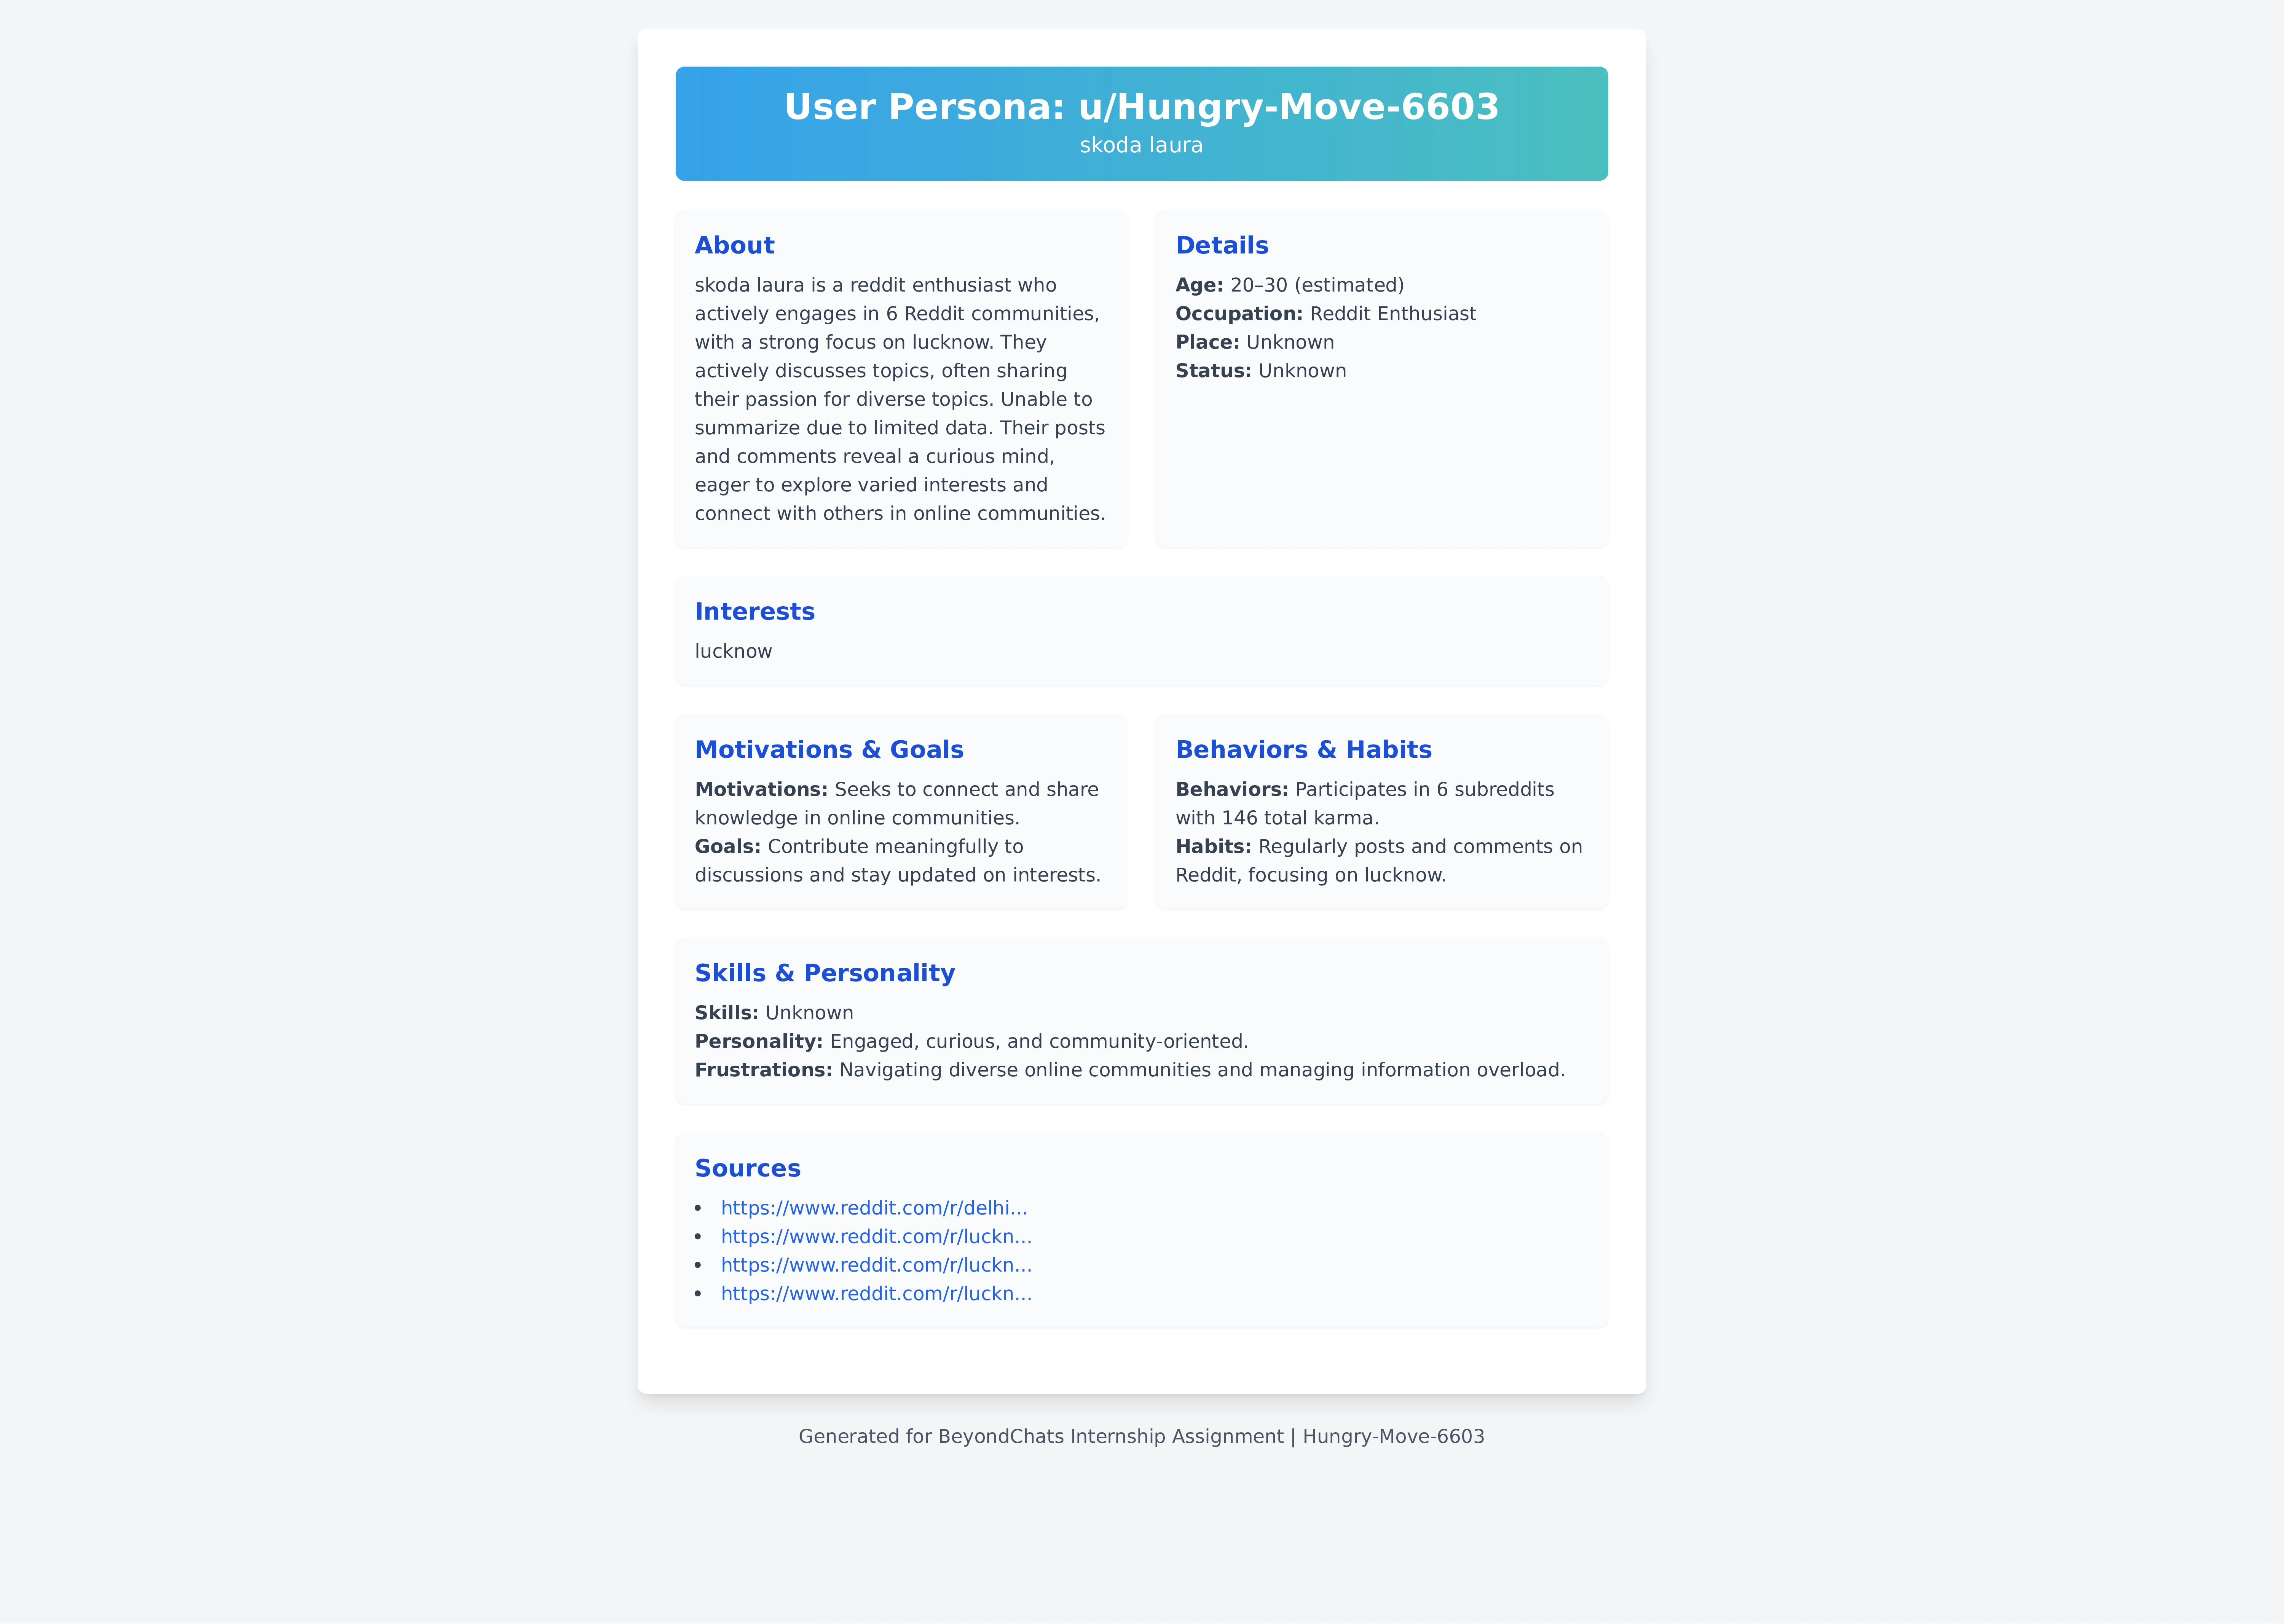 User Persona: u/Hungry-Move-6603
skoda laura
About
skoda laura is a reddit enthusiast who
actively engages in 6 Reddit communities,
with a strong focus on lucknow. They
actively discusses topics, often sharing
their passion for diverse topics. Unable to
summarize due to limited data. Their posts
and comments reveal a curious mind,
eager to explore varied interests and
connect with others in online communities.
Details
Age: 20–30 (estimated)
Occupation: Reddit Enthusiast
Place: Unknown
Status: Unknown
Interests
lucknow
Motivations & Goals
Motivations: Seeks to connect and share
knowledge in online communities.
Goals: Contribute meaningfully to
discussions and stay updated on interests.
Behaviors & Habits
Behaviors: Participates in 6 subreddits
with 146 total karma.
Habits: Regularly posts and comments on
Reddit, focusing on lucknow.
Skills & Personality
Skills: Unknown
Personality: Engaged, curious, and community-oriented.
Frustrations: Navigating diverse online communities and managing information overload.
Sources
• https://www.reddit.com/r/delhi...
• https://www.reddit.com/r/luckn...
• https://www.reddit.com/r/luckn...
• https://www.reddit.com/r/luckn...
Generated for BeyondChats Internship Assignment | Hungry-Move-6603